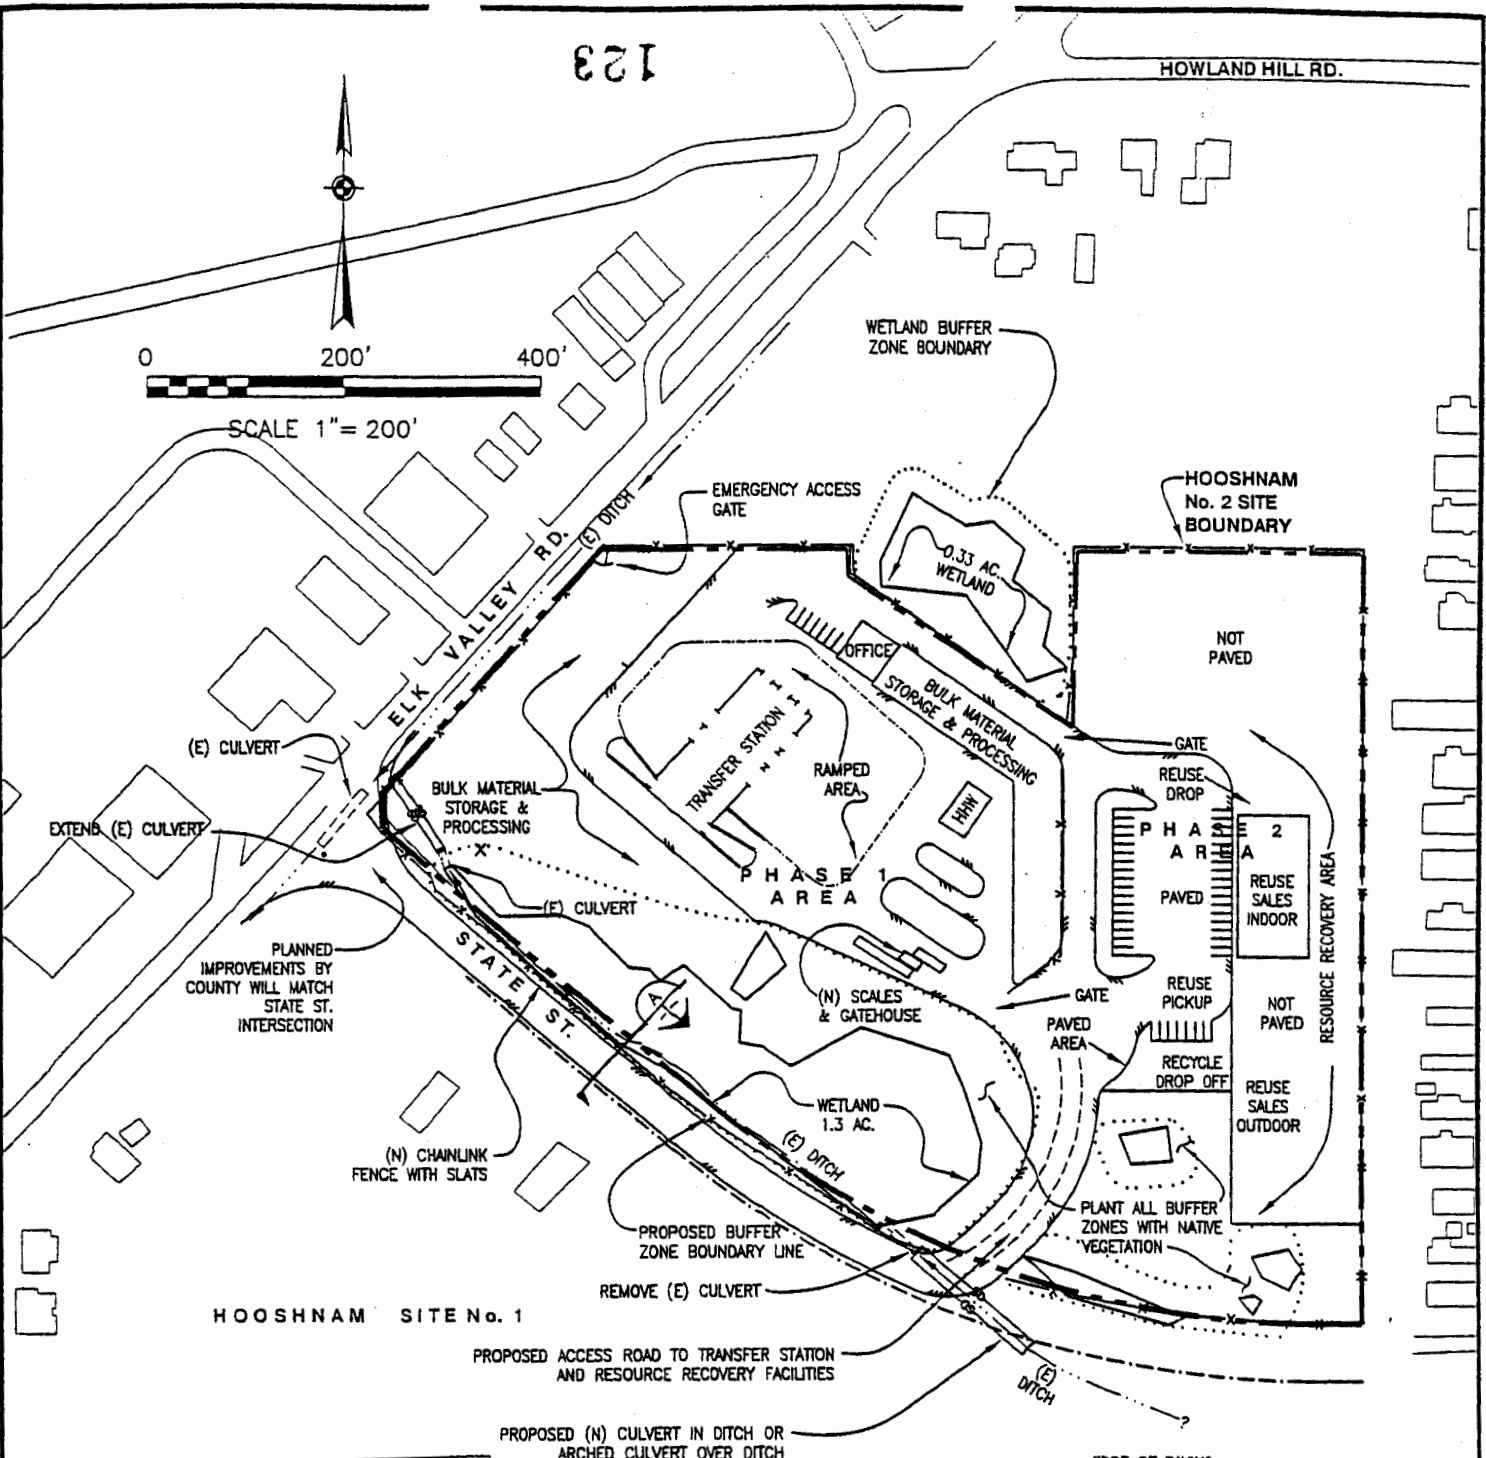 123
HOWLAND HILL RD.
0 200' 400'
SCALE 1"= 200'
WETLAND BUFFER
ZONE BOUNDARY
EMERGENCY ACCESS
GATE
HOOSHNAM
No. 2 SITE
BOUNDARY
(E) DITCH
ELK VALLEY RD.
0.33 AC.
WETLAND
NOT
PAVED
OFFICE
BULK MATERIAL
STORAGE & PROCESSING
(E) CULVERT
GATE
TRANSFER STATION
RAMPED
AREA
REUSE
DROP
BULK MATERIAL
STORAGE &
PROCESSING
HHW
EXTEND (E) CULVERT
PHASE 2
AREA
PHASE 1
AREA
PAVED
REUSE
SALES
INDOOR
RESOURCE RECOVERY AREA
(E) CULVERT
STATE ST.
PLANNED
IMPROVEMENTS BY
COUNTY WILL MATCH
STATE ST.
INTERSECTION
(N) SCALES
& GATEHOUSE
GATE
REUSE
PICKUP
NOT
PAVED
A
PAVED
AREA
RECYCLE
DROP OFF
REUSE
SALES
OUTDOOR
WETLAND
1.3 AC.
(E) DITCH
(N) CHAINLINK
FENCE WITH SLATS
PLANT ALL BUFFER
ZONES WITH NATIVE
VEGETATION
PROPOSED BUFFER
ZONE BOUNDARY LINE
REMOVE (E) CULVERT
HOOSHNAM SITE No. 1
PROPOSED ACCESS ROAD TO TRANSFER STATION
AND RESOURCE RECOVERY FACILITIES
(E)
DITCH
?
PROPOSED (N) CULVERT IN DITCH OR
ARCHED CULVERT OVER DITCH